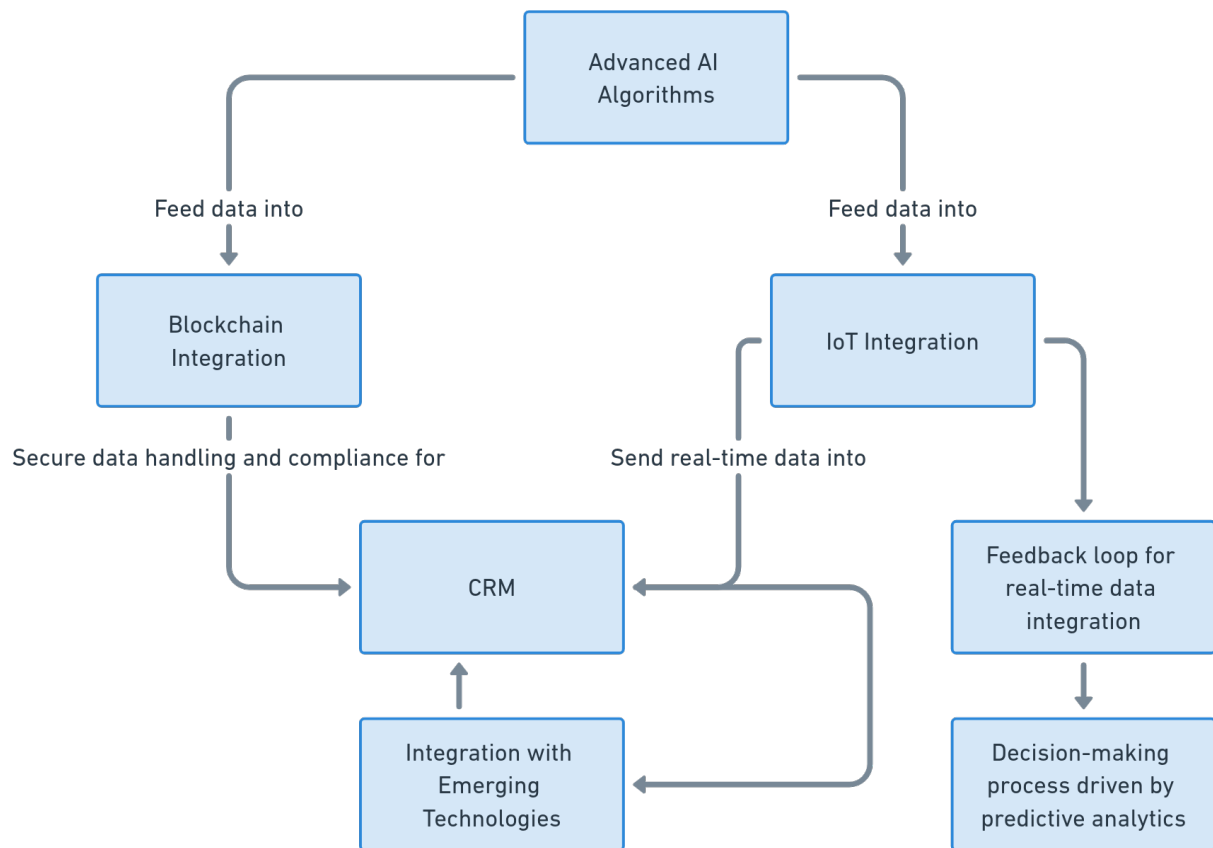 Advanced AI
Algorithms
Feed data into
Feed data into
Blockchain
Integration
IoT Integration
Secure data handling and compliance for
Send real-time data into
CRM
Feedback loop for
real-time data
integration
Integration with
Emerging
Technologies
Decision-making
process driven by
predictive analytics